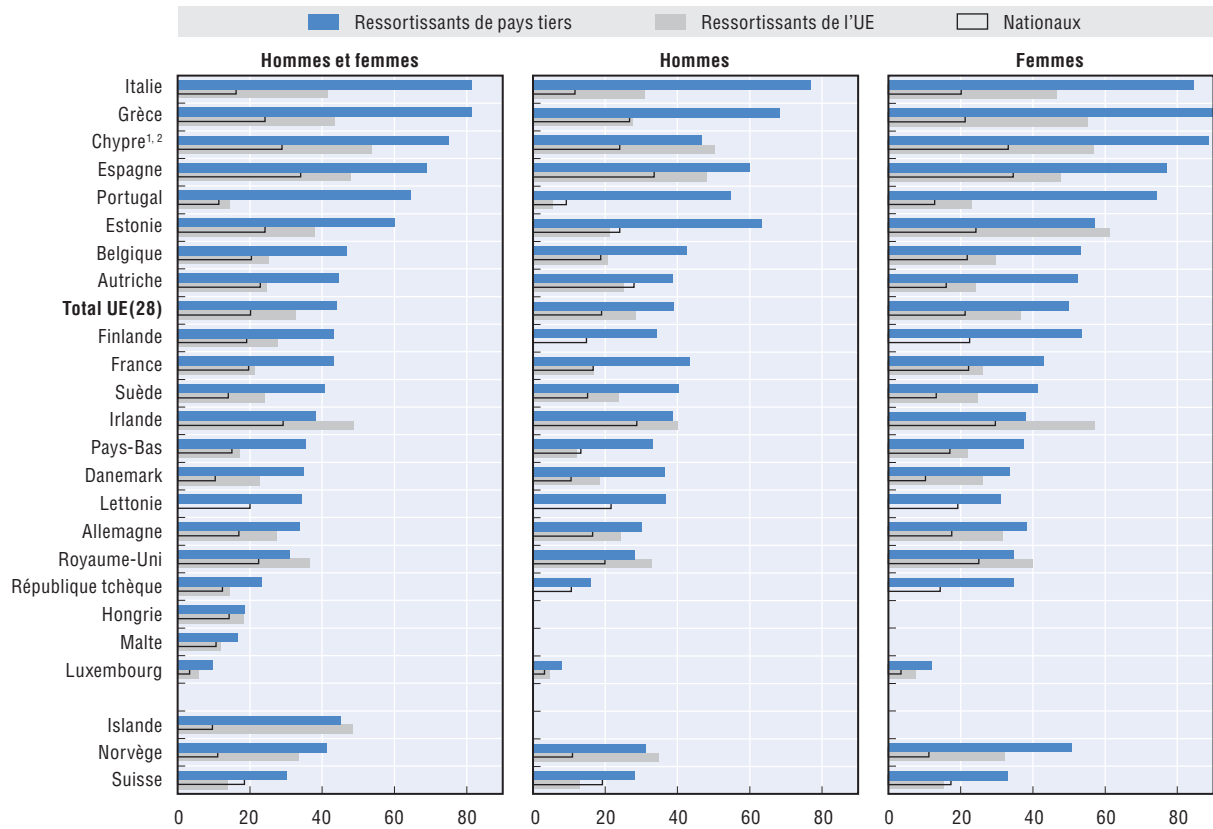 Ressortissants de pays tiers Ressortissants de l'UE Nationaux
Hommes et femmes Hommes Femmes
Italie
Grèce
Chypre1, 2
Espagne
Portugal
Estonie
Belgique
Autriche
Total UE(28)
Finlande
France
Suède
Irlande
Pays-Bas
Danemark
Lettonie
Allemagne
Royaume-Uni
République tchèque
Hongrie
Malte
Luxembourg
Islande
Norvège
Suisse
0 20 40 60 80 0 20 40 60 80 0 20 40 60 80